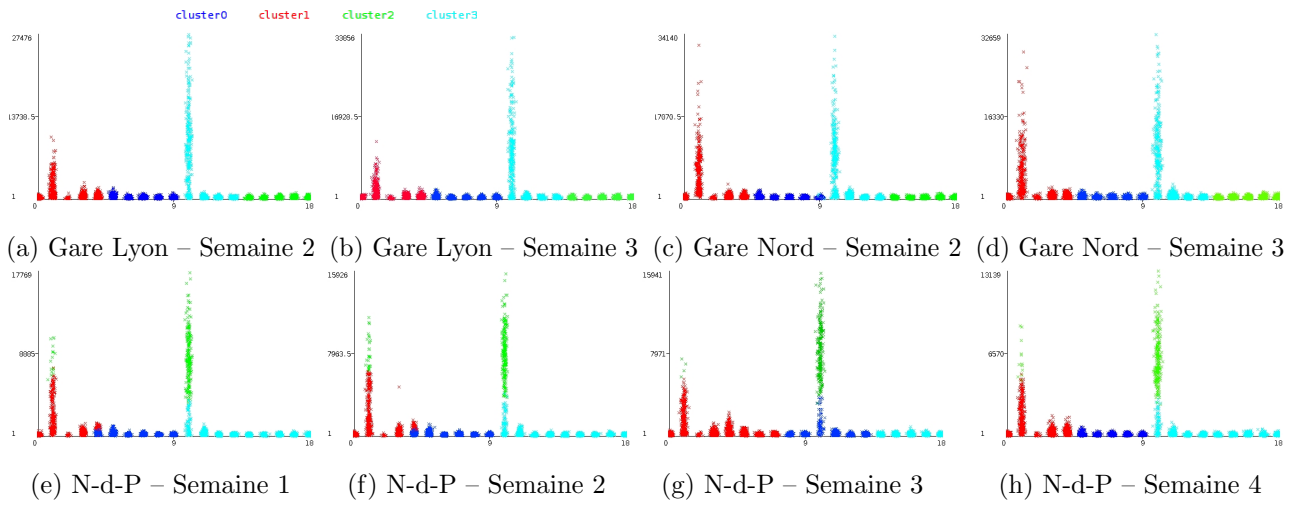 cluster0 cluster1 cluster2 cluster3
27476 33856 34140 32659
13738.5 16928.5 17070.5 16330
1 1 1 1
0 9 18 0 9 18 0 9 18 0 9 18
(a) Gare Lyon – Semaine 2 (b) Gare Lyon – Semaine 3 (c) Gare Nord – Semaine 2 (d) Gare Nord – Semaine 3
17769 15926 15941 13139
8885 7963.5 7971 6570
1 1 1 1
0 9 18 0 9 18 0 9 18 0 9 18
(e) N-d-P – Semaine 1 (f) N-d-P – Semaine 2 (g) N-d-P – Semaine 3 (h) N-d-P – Semaine 4